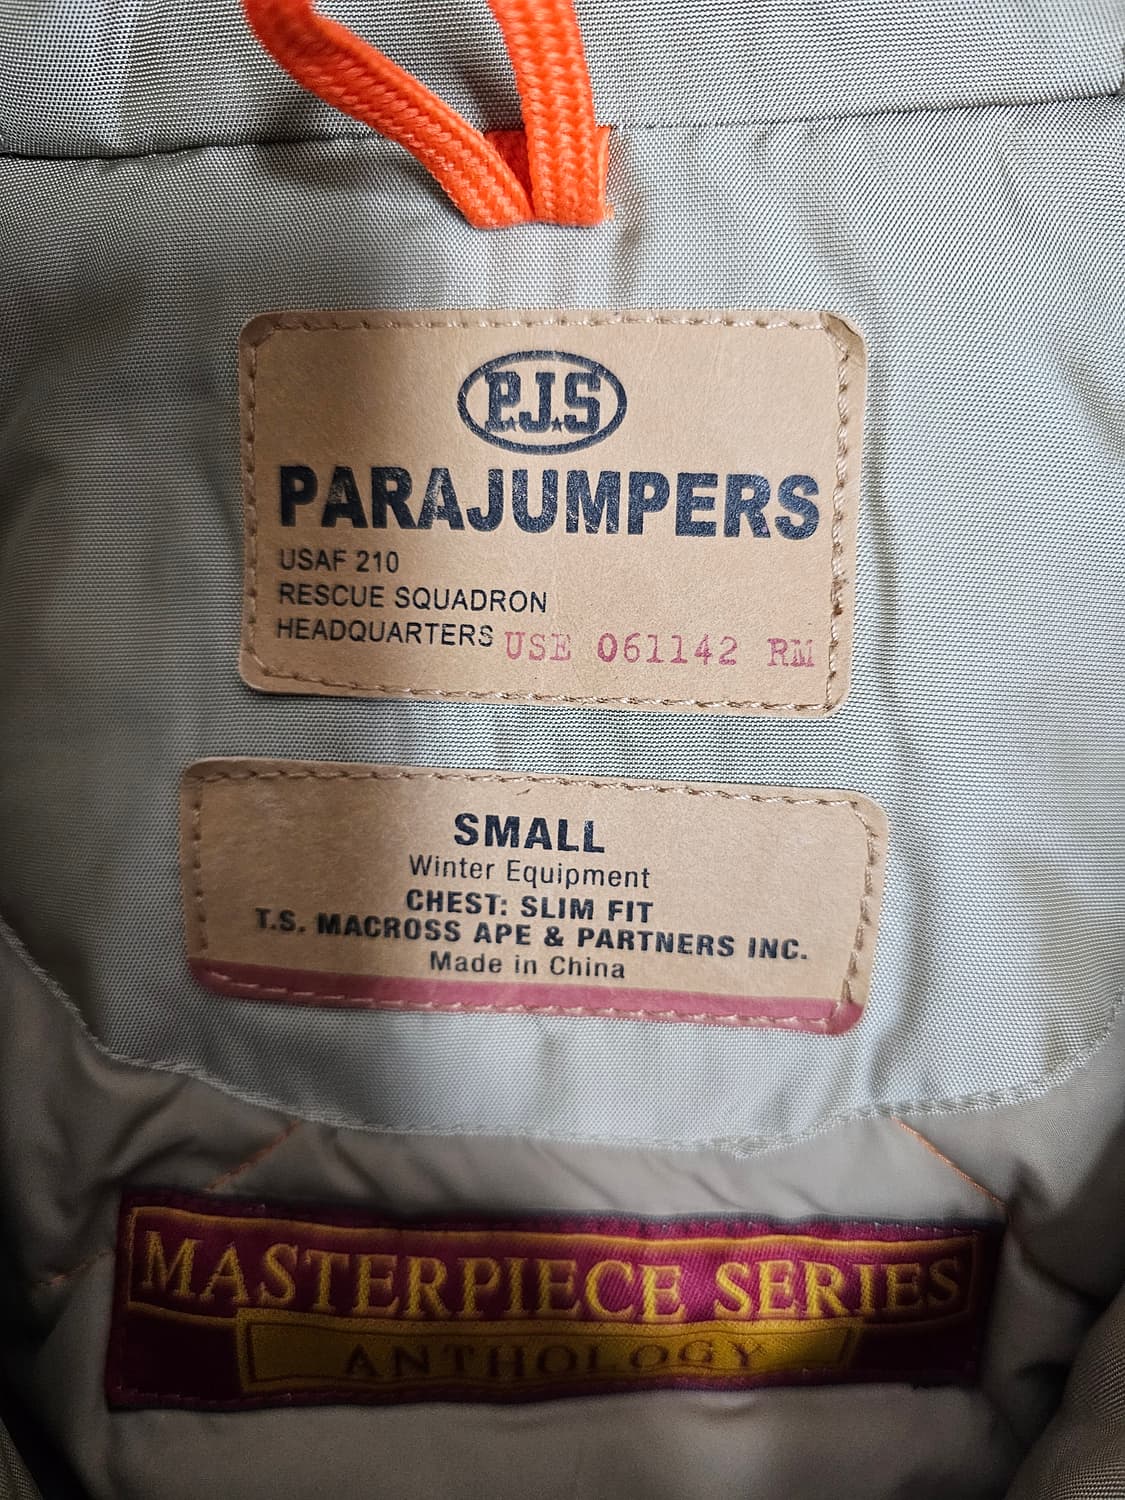 P.J.S
PARAJUMPERS
USAF 210
RESCUE SQUADRON
HEADQUARTERS USE 061142 RM
SMALL
Winter Equipment
CHEST: SLIM FIT
T.S. MACROSS APE & PARTNERS INC.
Made in China
MASTERPIECE SERIES
ANTHOLOGY